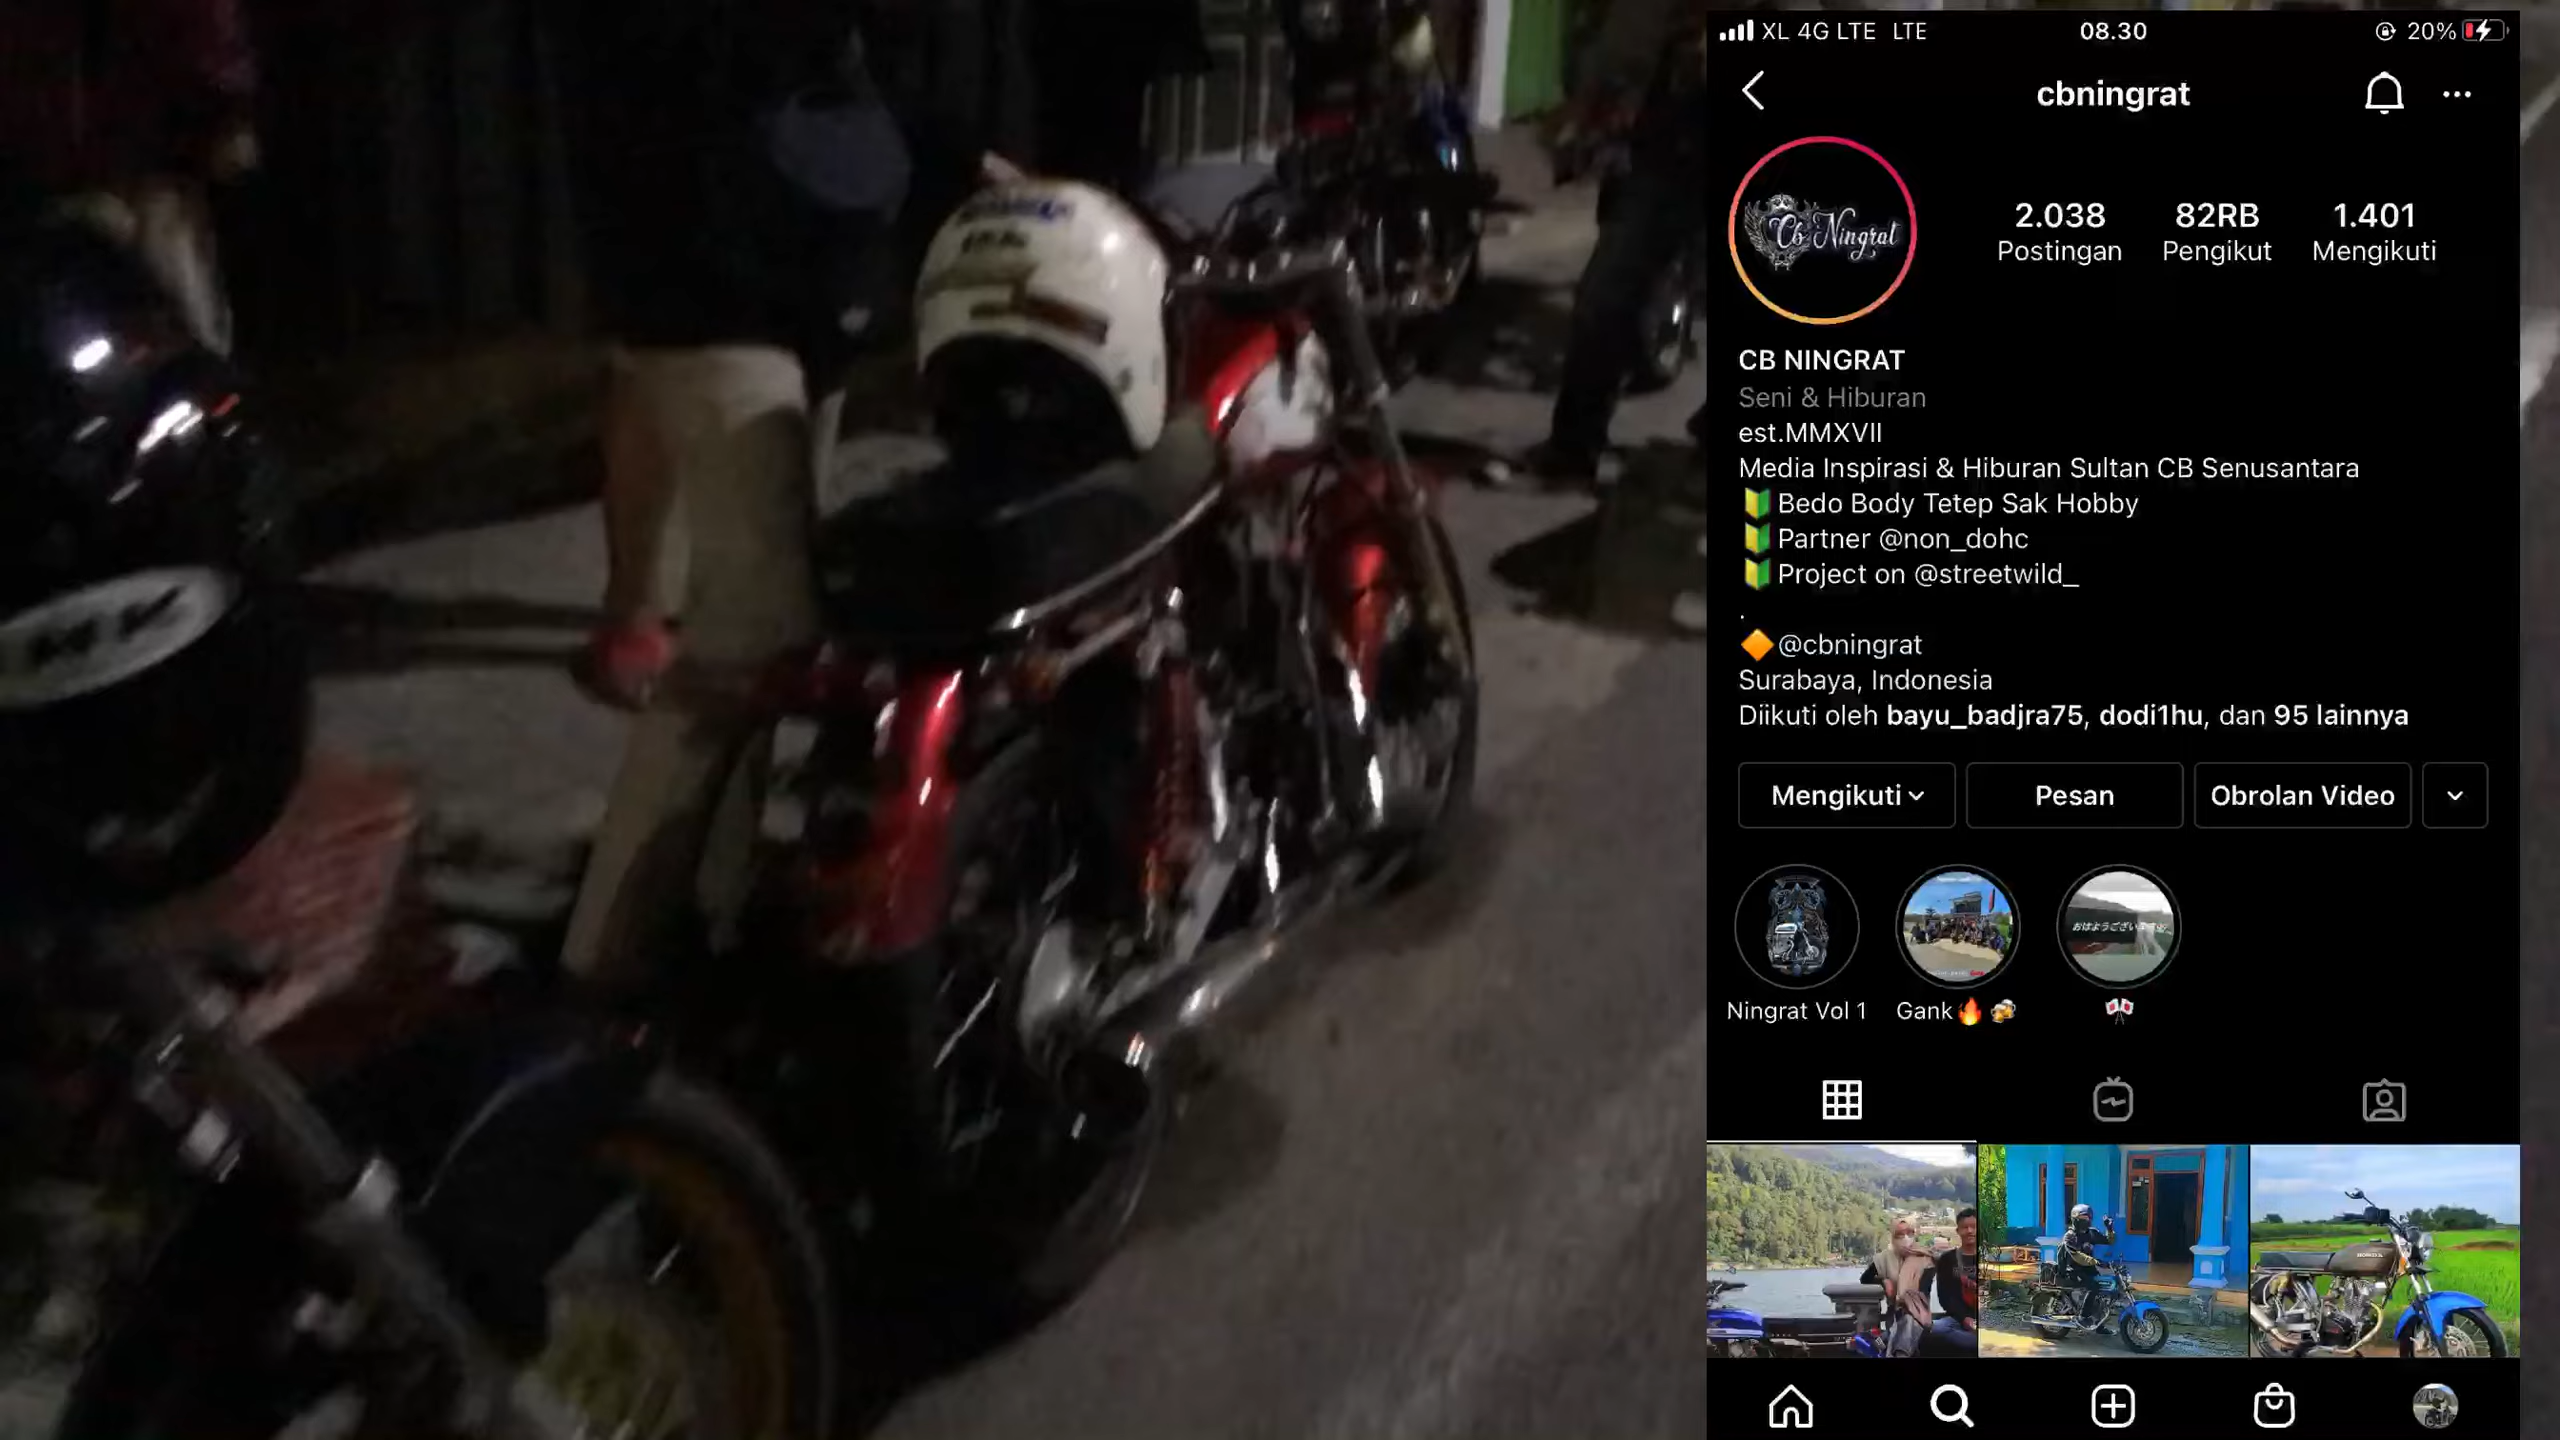 XL 4G LTE LTE
08.30
20%
cbningrat
Cb Ningrat
2.038
Postingan
82RB
Pengikut
1.401
Mengikuti
CB NINGRAT
Seni & Hiburan
est.MMXVII
Media Inspirasi & Hiburan Sultan CB Senusantara
🔰Bedo Body Tetep Sak Hobby
🔰Partner @non_dohc
🔰Project on @streetwild_
.
🔶@cbningrat
Surabaya, Indonesia
Diikuti oleh bayu_badjra75, dodi1hu, dan 95 lainnya
Mengikuti
Pesan
Obrolan Video
Ningrat Vol 1
Gank🔥🍻
🎌
HONDA